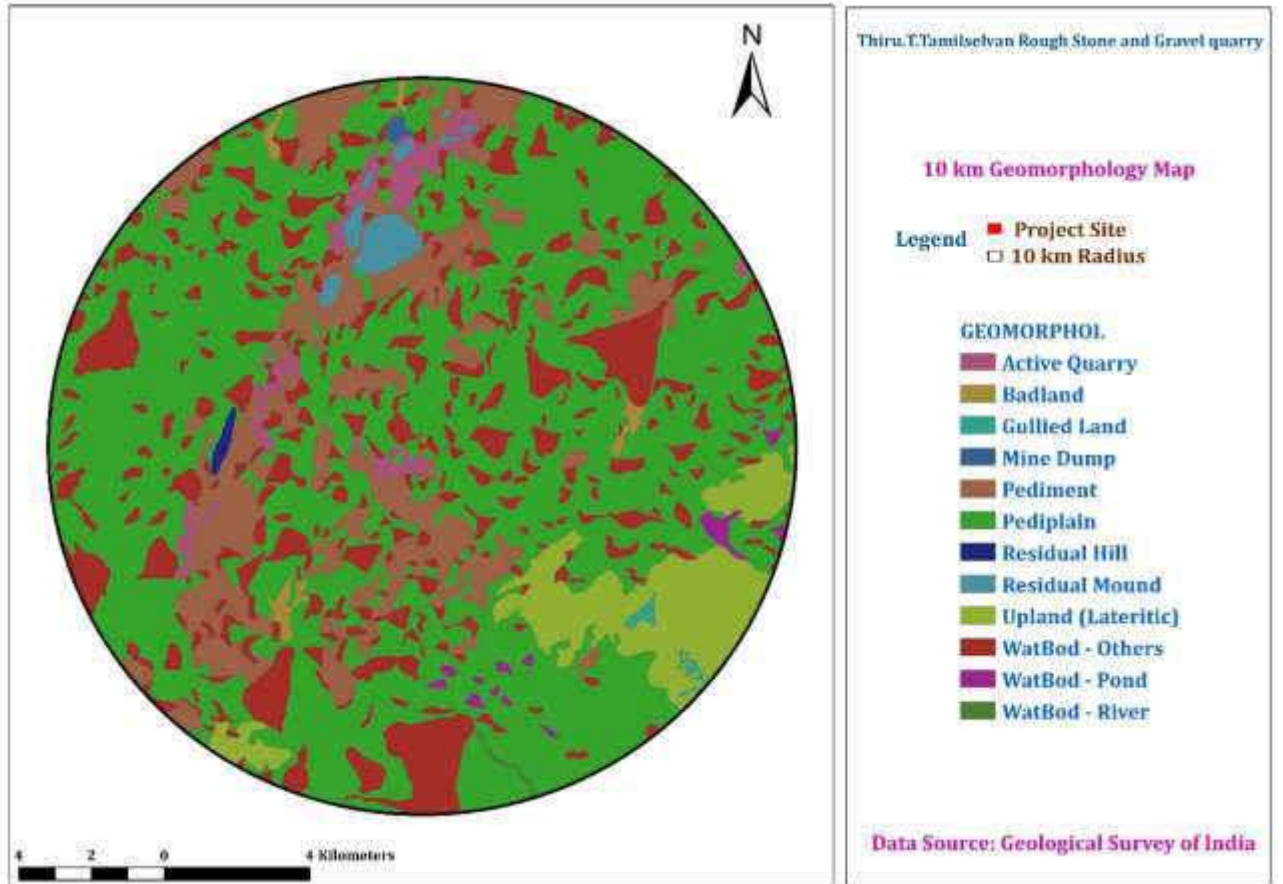 N
Thiru.T.Tamilselvan Rough Stone and Gravel quarry
10 km Geomorphology Map
Legend
Project Site
10 km Radius
GEOMORPHOL
Active Quarry
Badland
Gullied Land
Mine Dump
Pediment
Pediplain
Residual Hill
Residual Mound
Upland (Lateritic)
WatBod - Others
WatBod - Pond
WatBod - River
4 2 0 4 Kilometers
Data Source: Geological Survey of India